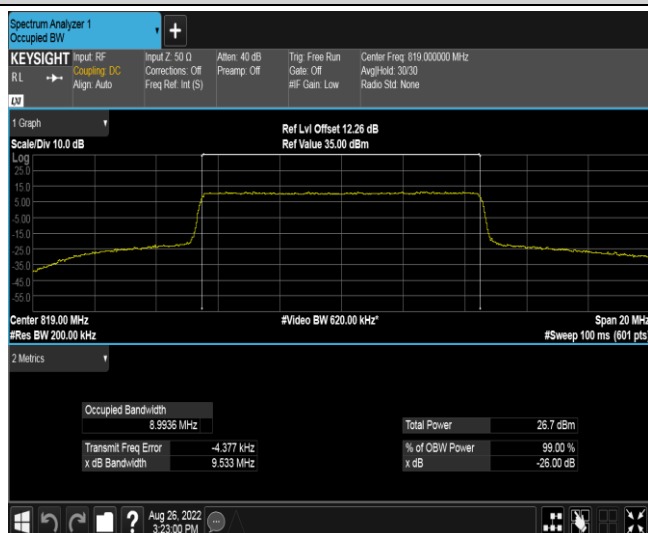 Spectrum Analyzer 1
Occupied BW
+
KEYSIGHT
RL
LXI
Input: RF
Coupling: DC
Align: Auto
Input Z: 50 Ω
Corrections: Off
Freq Ref: Int (S)
Atten: 40 dB
Preamp: Off
Trig: Free Run
Gate: Off
#IF Gain: Low
Center Freq: 819.000000 MHz
Avg|Hold: 30/30
Radio Std: None
1 Graph
Scale/Div 10.0 dB
Ref Lvl Offset 12.26 dB
Ref Value 35.00 dBm
Log
25.0
15.0
5.00
-5.00
-15.0
-25.0
-35.0
-45.0
-55.0
Center 819.00 MHz
#Res BW 200.00 kHz
#Video BW 620.00 kHz*
Span 20 MHz
#Sweep 100 ms (601 pts)
2 Metrics
Occupied Bandwidth
8.9936 MHz
Transmit Freq Error -4.377 kHz
x dB Bandwidth 9.533 MHz
Total Power 26.7 dBm
% of OBW Power 99.00 %
x dB -26.00 dB
?
Aug 26, 2022
3:23:00 PM